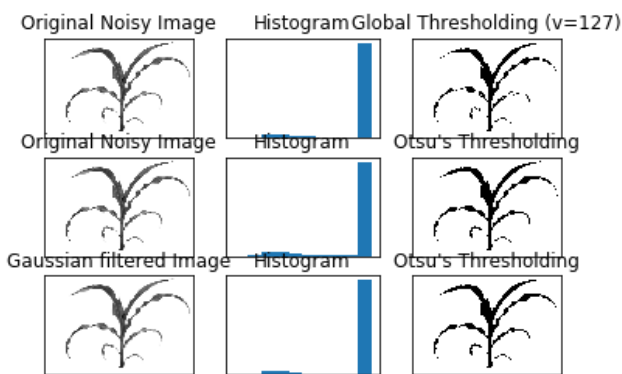 Original Noisy Image Histogram Global Thresholding (v=127)
Original Noisy Image Histogram Otsu's Thresholding
Gaussian filtered Image Histogram Otsu's Thresholding